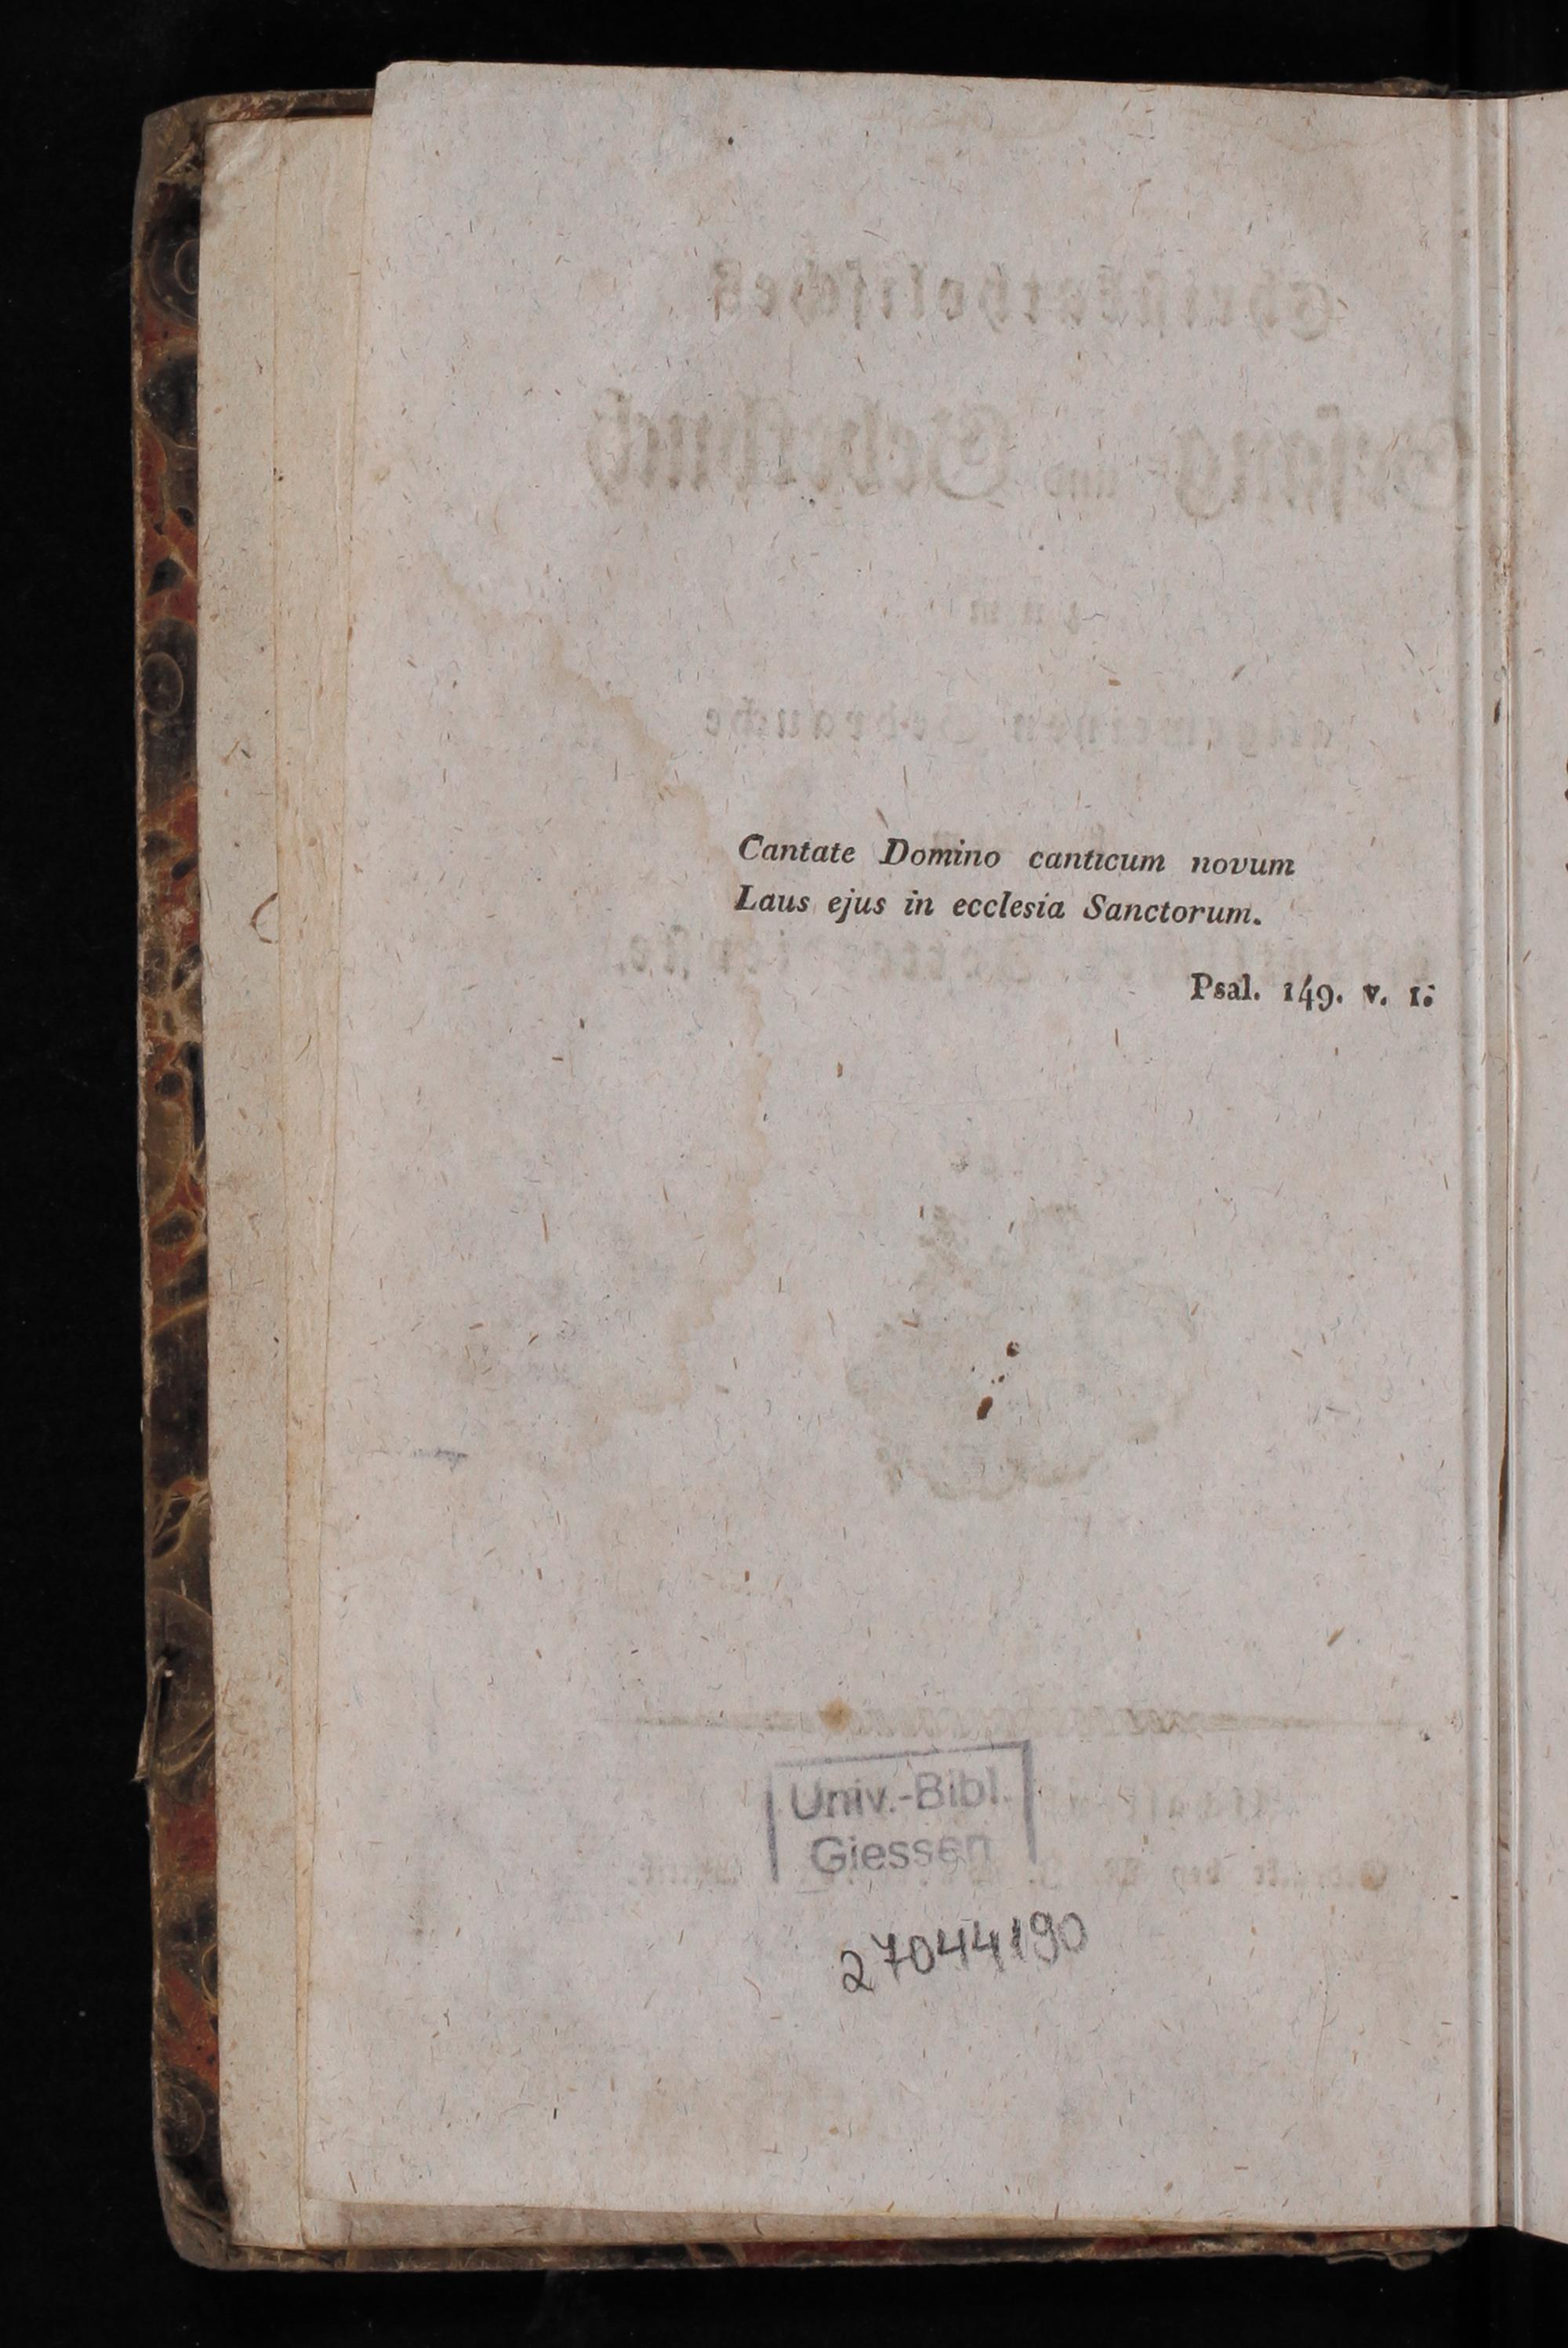 Cantate Domino canticum novum
Laus ejus in ecclesia Sanctorum.
Psal. 149. v. 1.
Univ.-Bibl.
Giessen
27044190